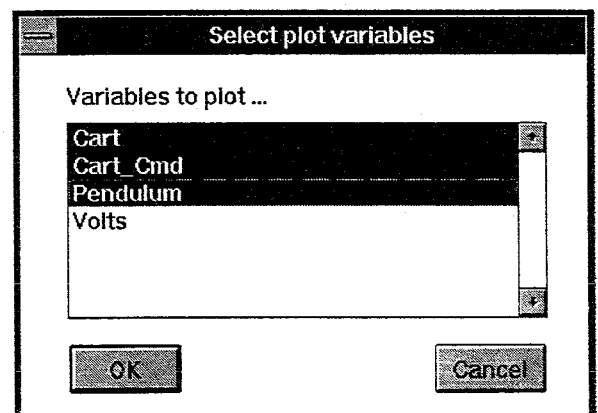 Select plot variables
Variables to plot ...
Cart
Cart_Cmd
Pendulum
Volts
OK
Cancel